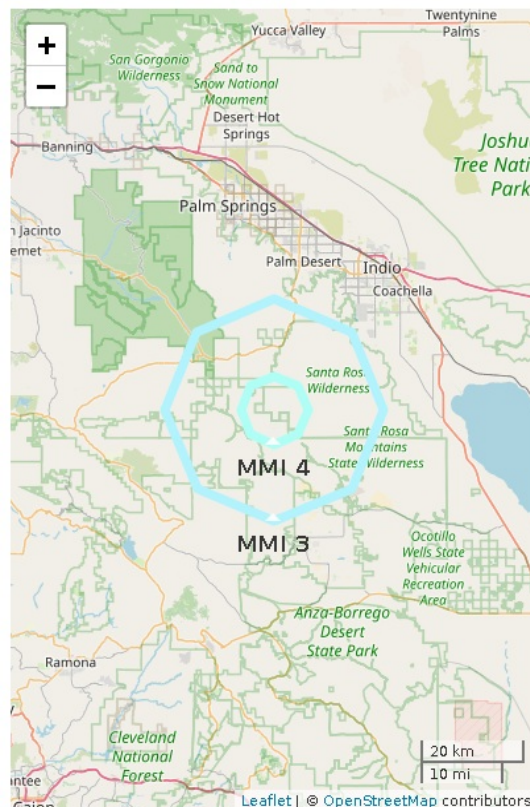 +
−
Twentynine
Palms
Yucca Valley
San Gorgonio
Wilderness
Sand to
Snow National
Monument
Desert Hot
Springs
Banning
Joshu
Tree Nati
Park
Palm Springs
n Jacinto
emet
Palm Desert
Indio
Coachella
Santa Rosa
Wilderness
Santa Rosa
Mountains
State Wilderness
MMI 4
MMI 3
Ocotillo
Wells State
Vehicular
Recreation
Area
Anza-Borrego
Desert
State Park
Ramona
Cleveland
National
Forest
antee
Cajon
20 km
10 mi
Leaflet | © OpenStreetMap contributors